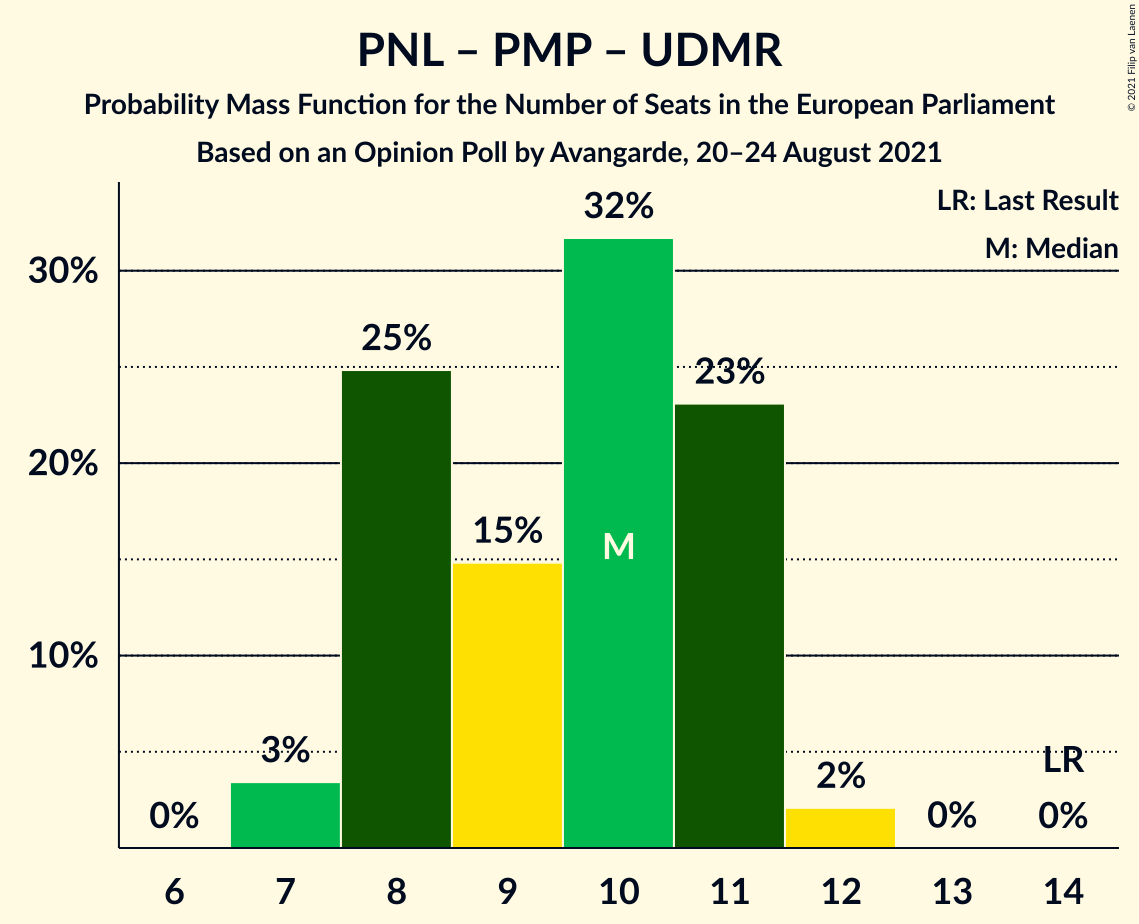 PNL – PMP – UDMR
Probability Mass Function for the Number of Seats in the European Parliament
Based on an Opinion Poll by Avangarde, 20–24 August 2021
© 2021 Filip van Laenen
LR: Last Result
M: Median
30%
20%
10%
0%
3%
25%
15%
32%
M
23%
2%
0%
LR
0%
6 7 8 9 10 11 12 13 14